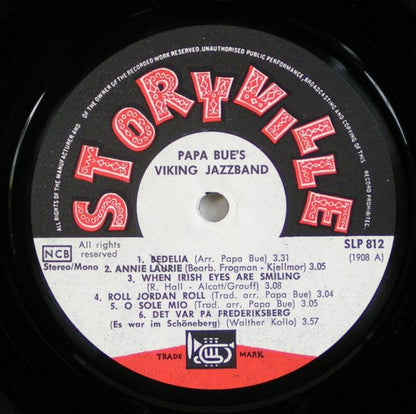 ALL RIGHTS OF THE MANUFACTURER AND OF THE OWNER OF THE RECORDED WORK RESERVED. UNAUTHORISED PUBLIC PERFORMANCE, BROADCASTING AND COPYING OF THIS RECORD PROHIBITED.
STORYVILLE
PAPA BUE'S
VIKING JAZZBAND
NCB
All rights
reserved
Stereo/Mono
SLP 812
(1908 A)
1. BEDELIA (Arr. Papa Bue) 3.31
2. ANNIE LAURIE (Bearb. Frogman - Kjellmor) 3.05
3. WHEN IRISH EYES ARE SMILING
(R. Hall - Alcott/Grauff) 3.08
4. ROLL JORDAN ROLL (Trad. arr. Papa Bue) 3.04
5. O SOLE MIO (Trad. arr. Papa Bue) 3.05
6. DET VAR PA FREDERIKSBERG
(Es war im Schöneberg) (Walther Kollo) 3.57
TRADE MARK